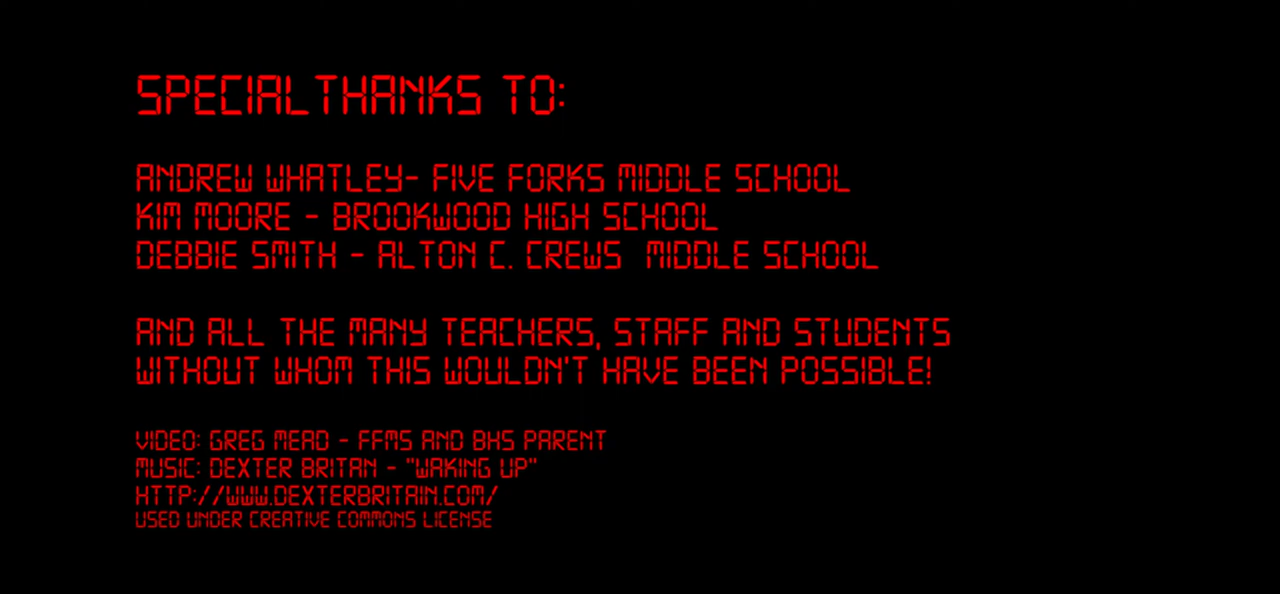 SPECIALTHANKS TO:
ANDREW WHATLEY- FIVE FORKS MIDDLE SCHOOL
KIM MOORE - BROOKWOOD HIGH SCHOOL
DEBBIE SMITH - ALTON C. CREWS MIDDLE SCHOOL
AND ALL THE MANY TEACHERS, STAFF AND STUDENTS
WITHOUT WHOM THIS WOULDN'T HAVE BEEN POSSIBLE!
VIDEO: GREG MEAD - FFMS AND BHS PARENT
MUSIC: DEXTER BRITAN - "WAKING UP"
HTTP://WWW.DEXTERBRITAIN.COM/
USED UNDER CREATIVE COMMONS LICENSE